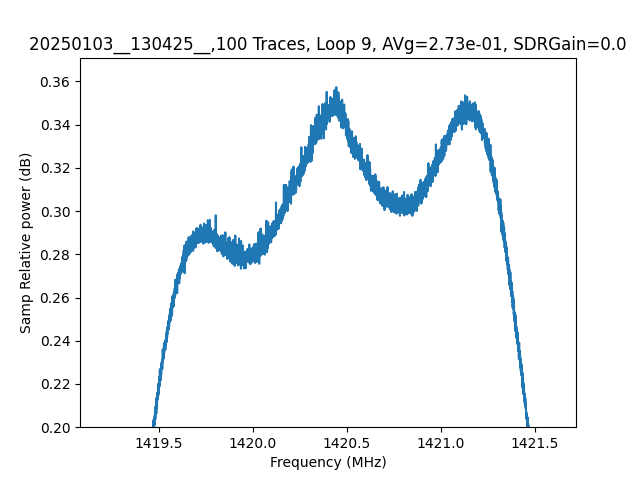 20250103__130425__,100 Traces, Loop 9, AVg=2.73e-01, SDRGain=0.0
0.36
0.34
0.32
0.30
0.28
0.26
0.24
0.22
0.20
Samp Relative power (dB)
1419.5 1420.0 1420.5 1421.0 1421.5
Frequency (MHz)